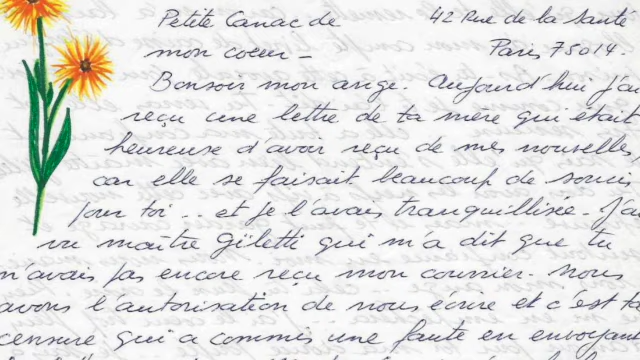 Petite Canac de 42 Rue de la Santé
mon coeur - Paris 75014.
Bonsoir mon ange. Aujourd'hui j'ai
reçu une lettre de ta mère qui était
heureuse d'avoir reçu de mes nouvelles
car elle se faisait beaucoup de soucis
pour toi.. et je l'avais tranquillisée. J'ai
vu maître Giletti qui m'a dit que tu
n'avais pas encore reçu mon courrier. Nous
avons l'autorisation de nous écrire et c'est la
censure qui a commis une faute en envoyant